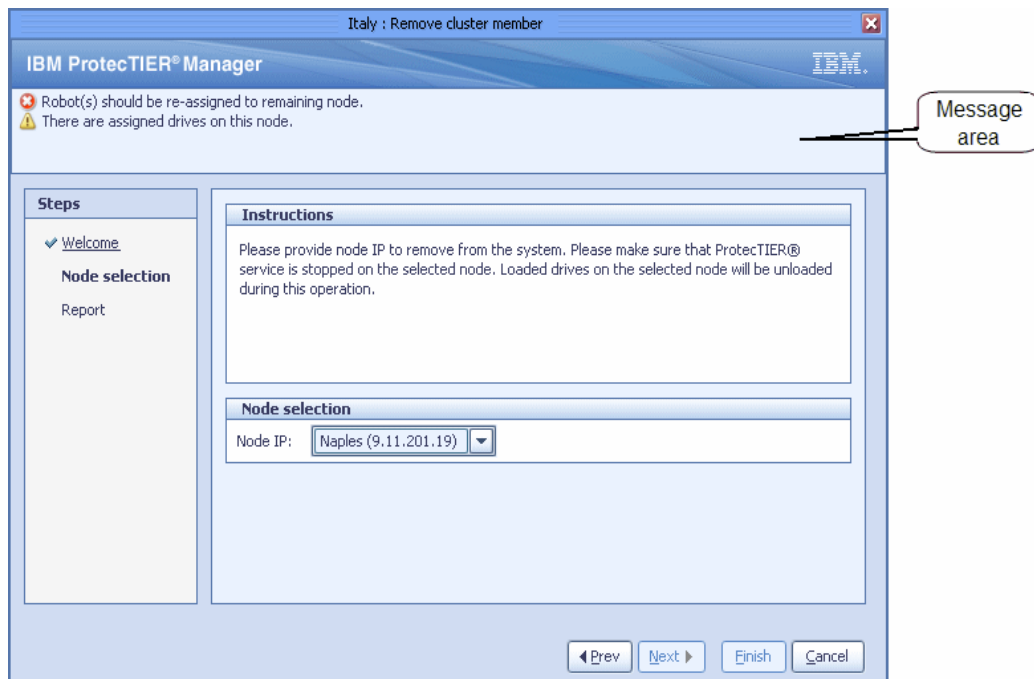 Italy : Remove cluster member
IBM ProtecTIER® Manager
IBM.
Robot(s) should be re-assigned to remaining node.
There are assigned drives on this node.
Message
area
Steps
Welcome
Node selection
Report
Instructions
Please provide node IP to remove from the system. Please make sure that ProtecTIER®
service is stopped on the selected node. Loaded drives on the selected node will be unloaded
during this operation.
Node selection
Node IP: Naples (9.11.201.19)
Prev Next Finish Cancel